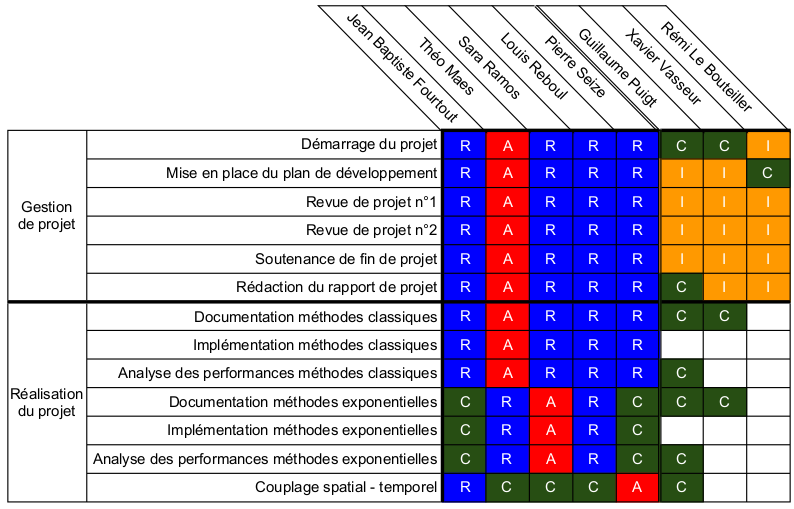 Jean Baptiste Fourtout
Théo Maes
Sara Ramos
Louis Reboul
Pierre Seize
Guillaume Puigt
Xavier Vasseur
Rémi Le Bouteiller
Gestion
de projet
Démarrage du projet R A R R R C C I
Mise en place du plan de développement R A R R R I I C
Revue de projet n°1 R A R R R I I I
Revue de projet n°2 R A R R R I I I
Soutenance de fin de projet R A R R R I I I
Rédaction du rapport de projet R A R R R C I I
Réalisation
du projet
Documentation méthodes classiques R A R R R C C
Implémentation méthodes classiques R A R R R
Analyse des performances méthodes classiques R A R R R C
Documentation méthodes exponentielles C R A R C C C
Implémentation méthodes exponentielles C R A R C
Analyse des performances méthodes exponentielles C R A R C C
Couplage spatial - temporel R C C C A C